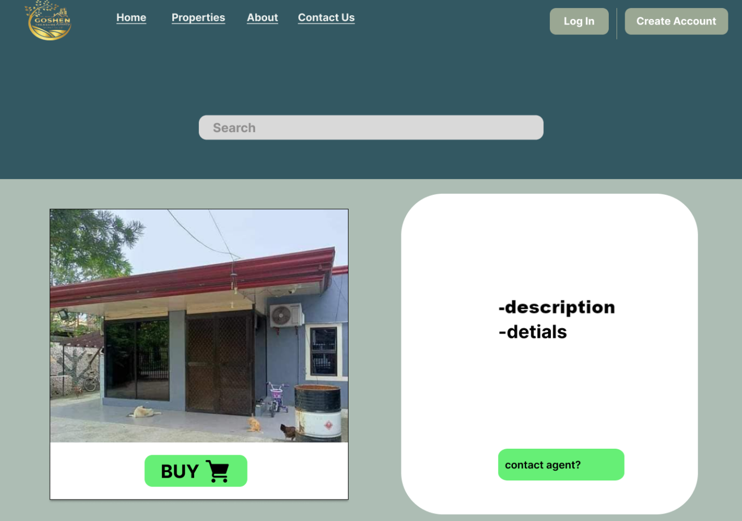 GOSHEN
Home
Properties
About
Contact Us
Log In
Create Account
Search
-description
-detials
BUY
contact agent?